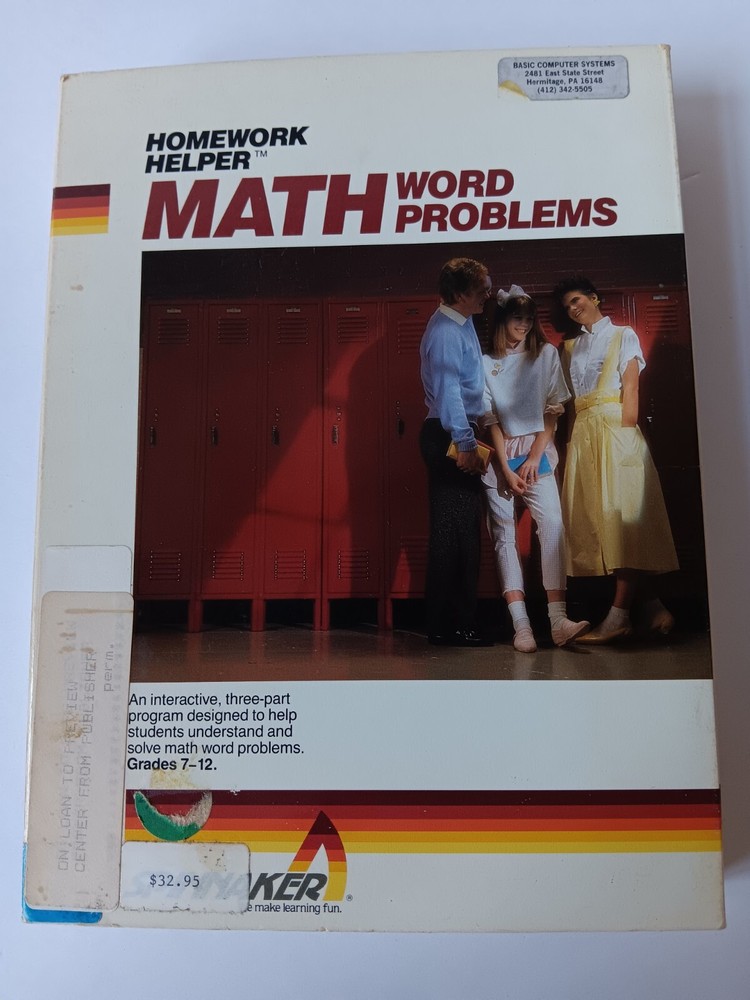 BASIC COMPUTER SYSTEMS
2481 East State Street
Hermitage, PA 16148
(412) 342-5505
HOMEWORK
HELPER™
MATH WORD
PROBLEMS
An interactive, three-part
program designed to help
students understand and
solve math word problems.
Grades 7–12.
ON LOAN TO PREVIEW
CENTER FROM PUBLISHER
perm.
$32.95
SPINNAKER®
e make learning fun.